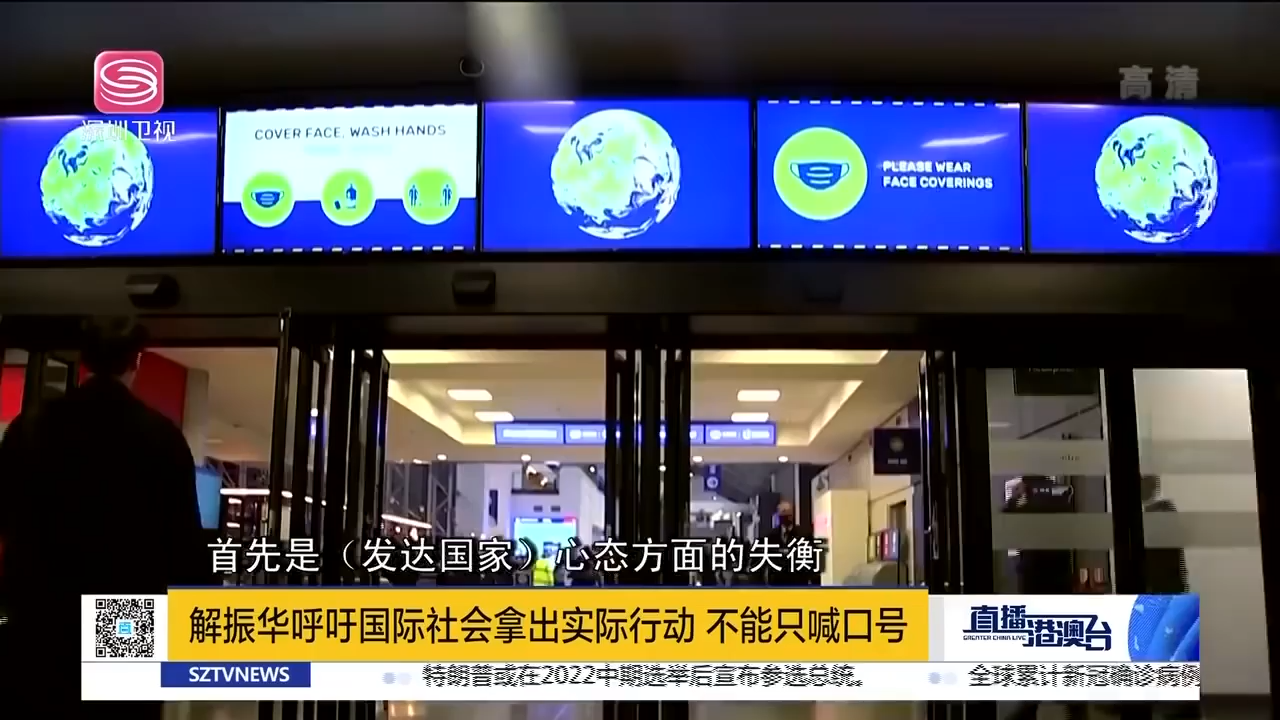 高清
深圳卫视
COVER FACE. WASH HANDS
PLEASE WEAR
FACE COVERINGS
首先是（发达国家）心态方面的失衡
解振华呼吁国际社会拿出实际行动 不能只喊口号
直播港澳台
GREATER CHINA LIVE
SZTVNEWS
特朗普或在2022中期选举后宣布参选总统。
全球累计新冠确诊病例